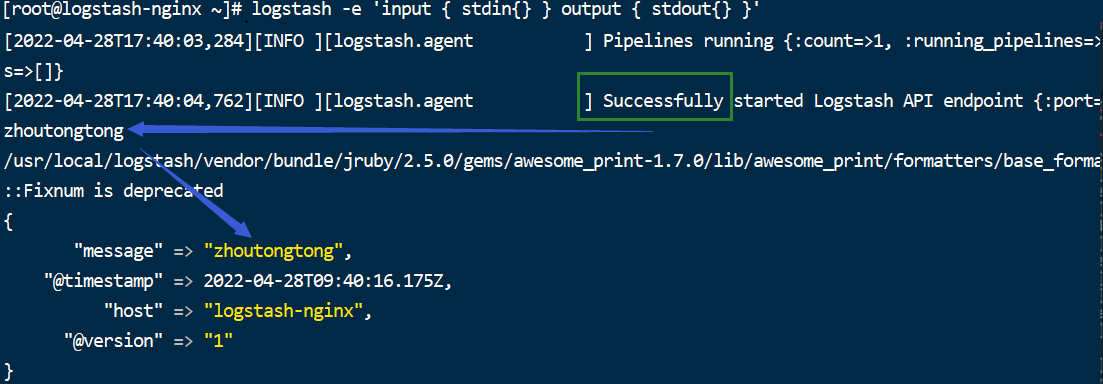 [root@logstash-nginx ~]# logstash -e 'input { stdin{} } output { stdout{} }'
[2022-04-28T17:40:03,284][INFO ][logstash.agent           ] Pipelines running {:count=>1, :running_pipelines=>
s=>[]}
[2022-04-28T17:40:04,762][INFO ][logstash.agent           ] Successfully started Logstash API endpoint {:port=
zhoutongtong
/usr/local/logstash/vendor/bundle/jruby/2.5.0/gems/awesome_print-1.7.0/lib/awesome_print/formatters/base_forma
::Fixnum is deprecated
{
       "message" => "zhoutongtong",
    "@timestamp" => 2022-04-28T09:40:16.175Z,
          "host" => "logstash-nginx",
      "@version" => "1"
}